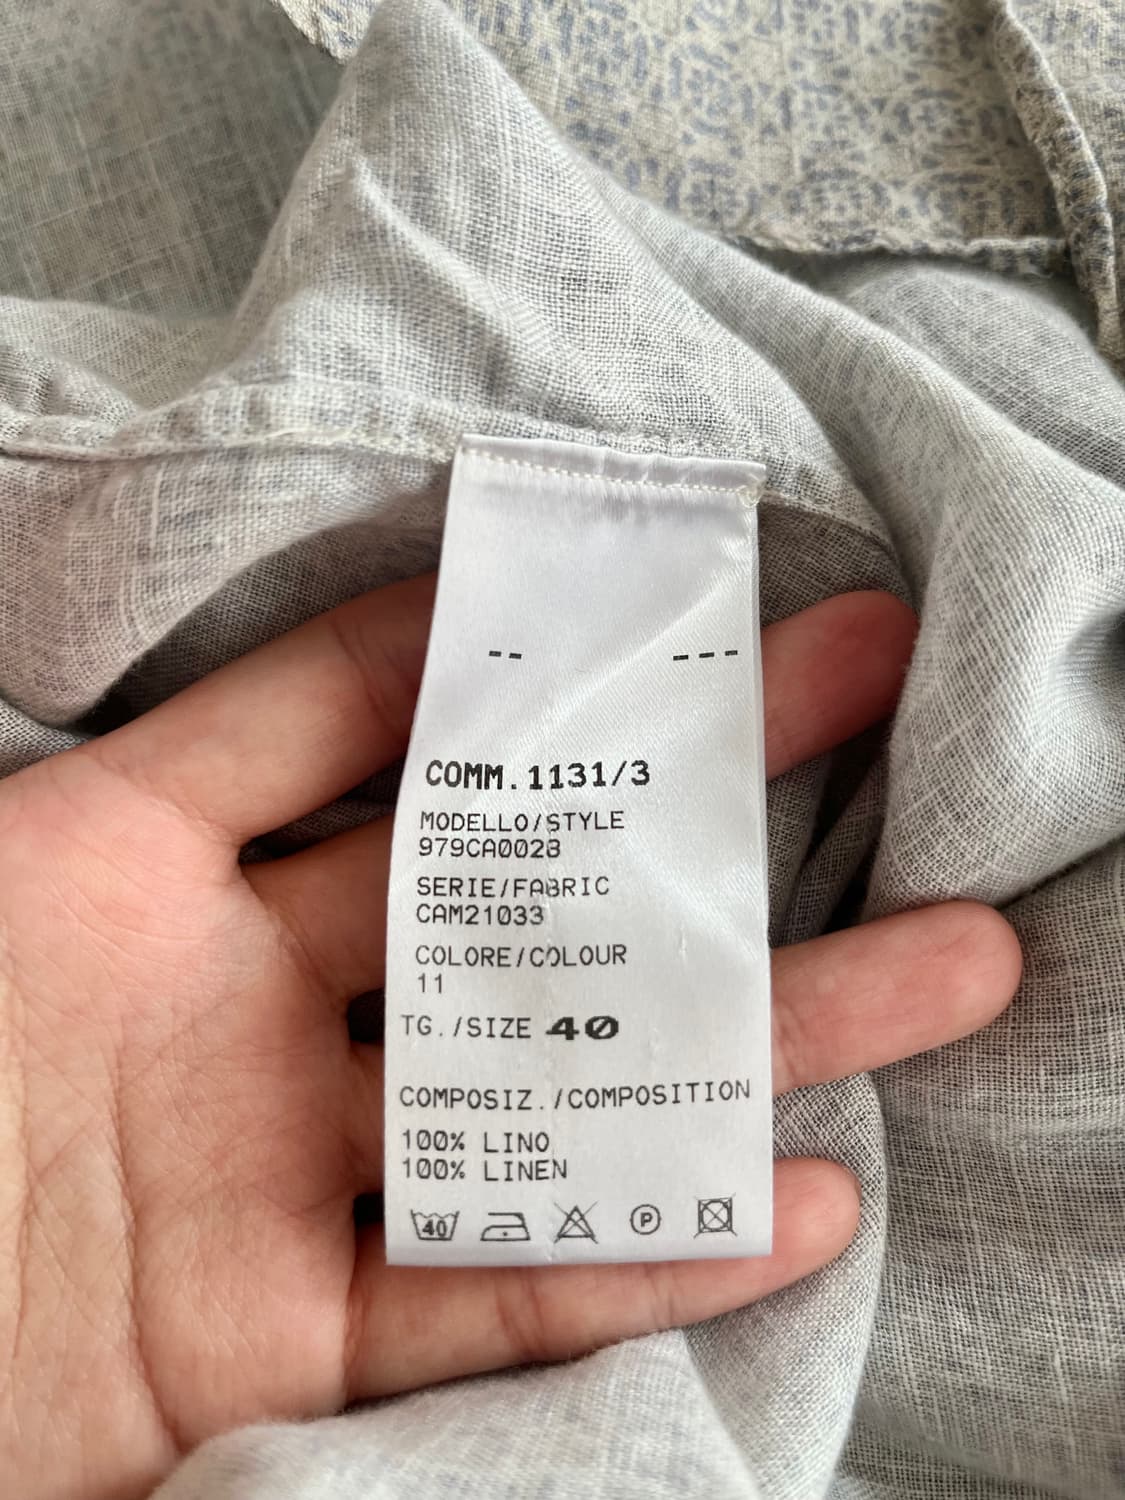 -- ---
COMM.1131/3
MODELLO/STYLE
979CA0028
SERIE/FABRIC
CAM21033
COLORE/COLOUR
11
TG./SIZE 40
COMPOSIZ./COMPOSITION
100% LINO
100% LINEN
40 P